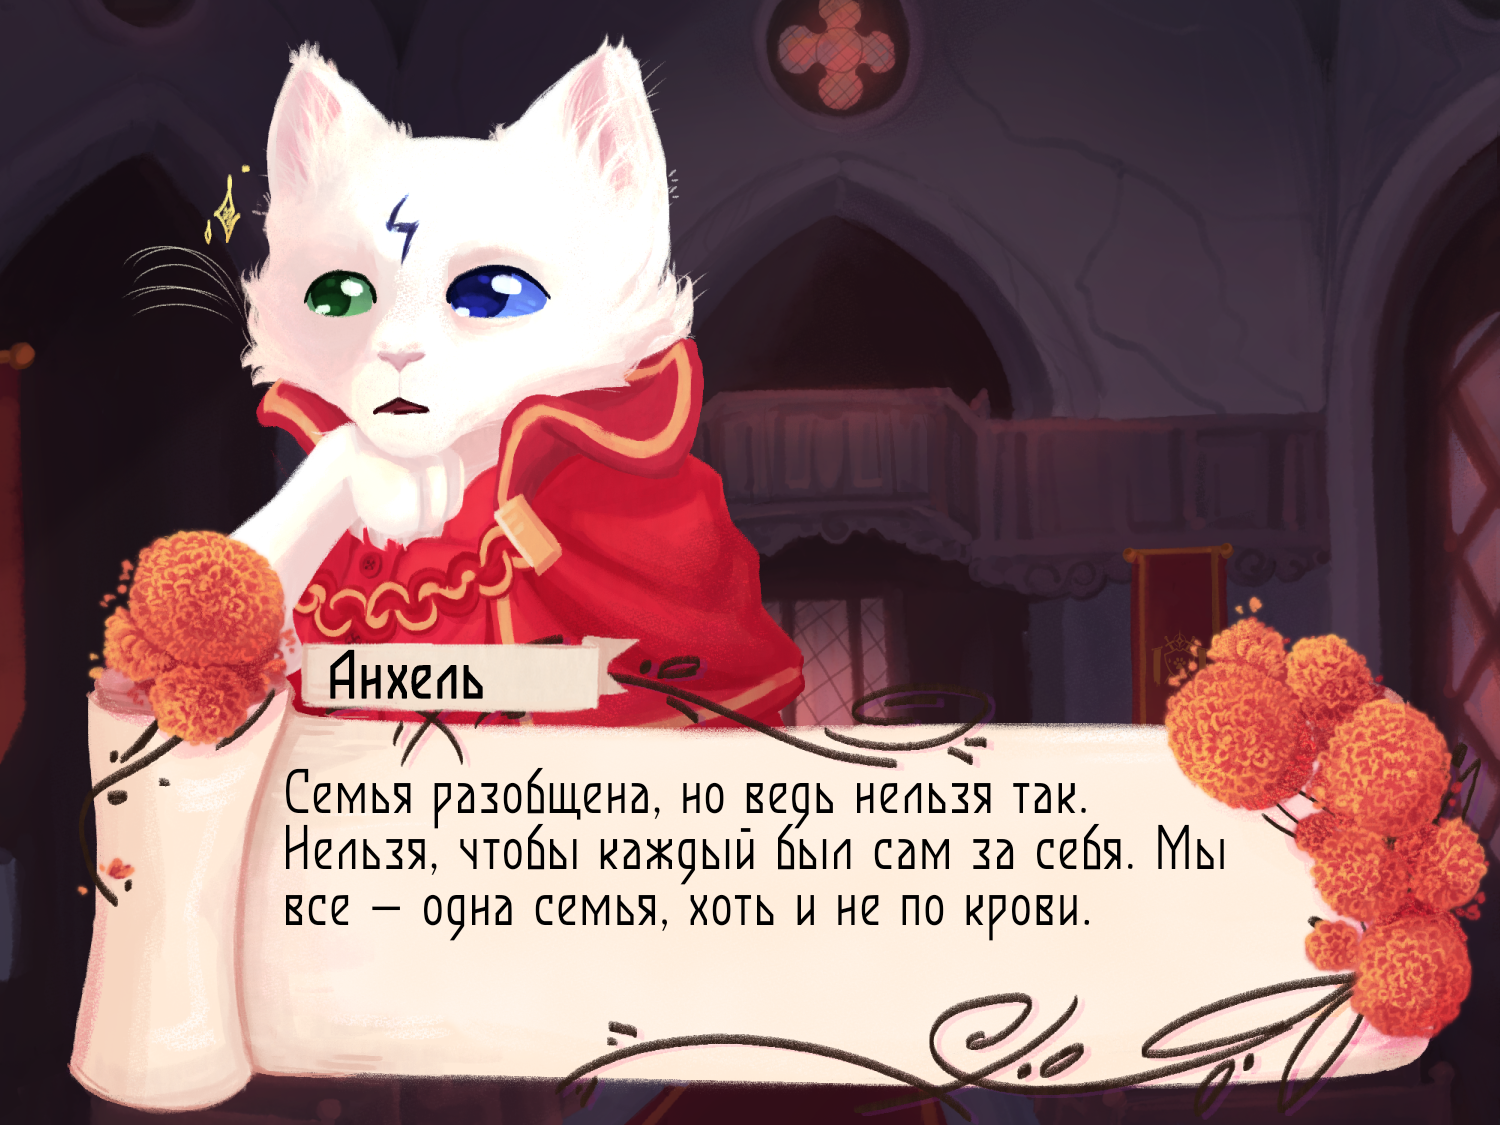 Анхель
Семья разобщена, но ведь нельзя так.
Нельзя, чтобы каждый был сам за себя. Мы
все – одна семья, хоть и не по крови.